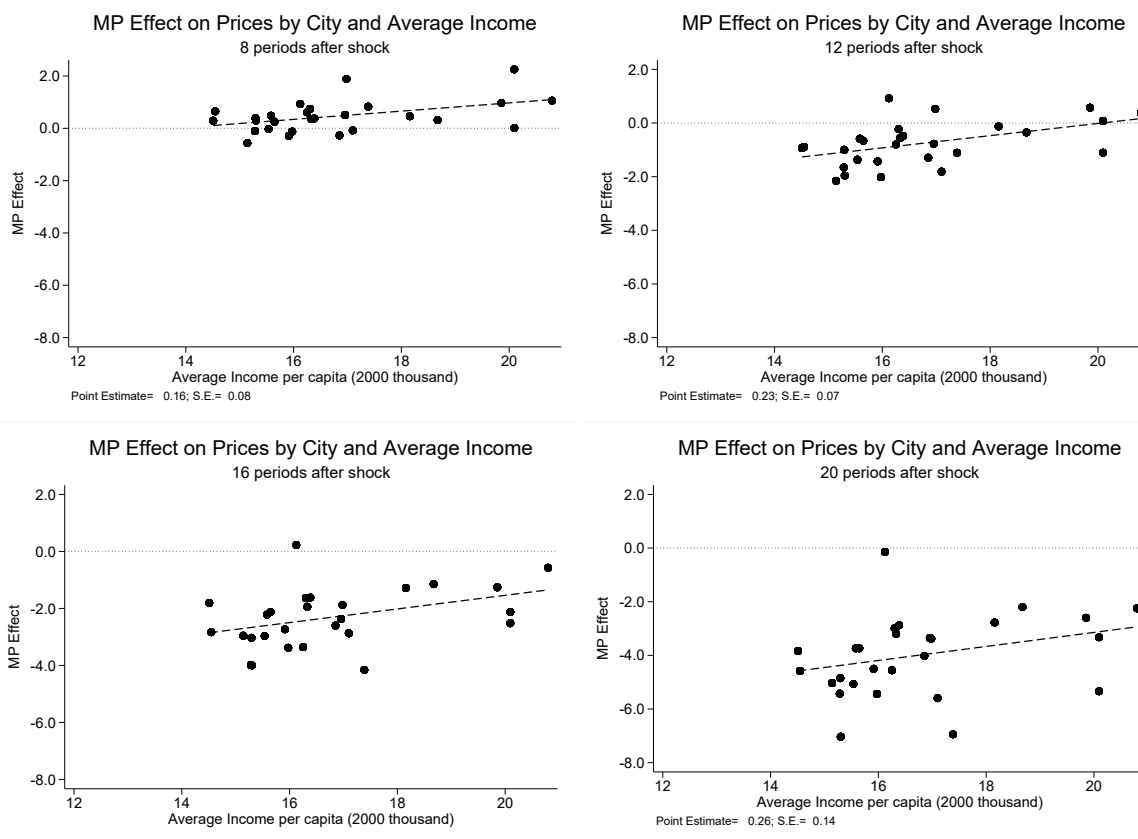 MP Effect on Prices by City and Average Income
8 periods after shock
2.0
0.0
-2.0
-4.0
-6.0
-8.0
MP Effect
12 14 16 18 20
Average Income per capita (2000 thousand)
Point Estimate= 0.16; S.E.= 0.08
MP Effect on Prices by City and Average Income
12 periods after shock
2.0
0.0
-2.0
-4.0
-6.0
-8.0
MP Effect
12 14 16 18 20
Average Income per capita (2000 thousand)
Point Estimate= 0.23; S.E.= 0.07
MP Effect on Prices by City and Average Income
16 periods after shock
2.0
0.0
-2.0
-4.0
-6.0
-8.0
MP Effect
12 14 16 18 20
Average Income per capita (2000 thousand)
MP Effect on Prices by City and Average Income
20 periods after shock
2.0
0.0
-2.0
-4.0
-6.0
-8.0
MP Effect
12 14 16 18 20
Average Income per capita (2000 thousand)
Point Estimate= 0.26; S.E.= 0.14